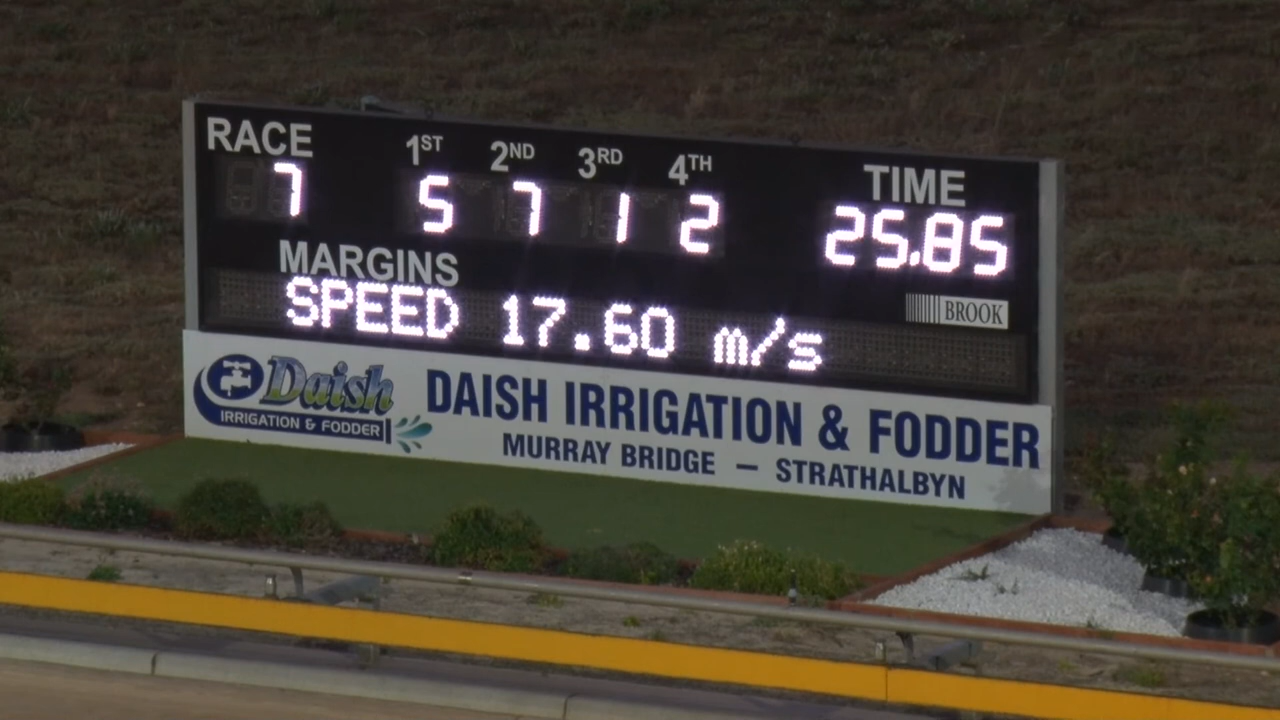 RACE 1ST 2ND 3RD 4TH TIME
7 5 7 1 2 25.85
MARGINS
SPEED 17.60 m/s
BROOK
Daish
IRRIGATION & FODDER
DAISH IRRIGATION & FODDER
MURRAY BRIDGE – STRATHALBYN